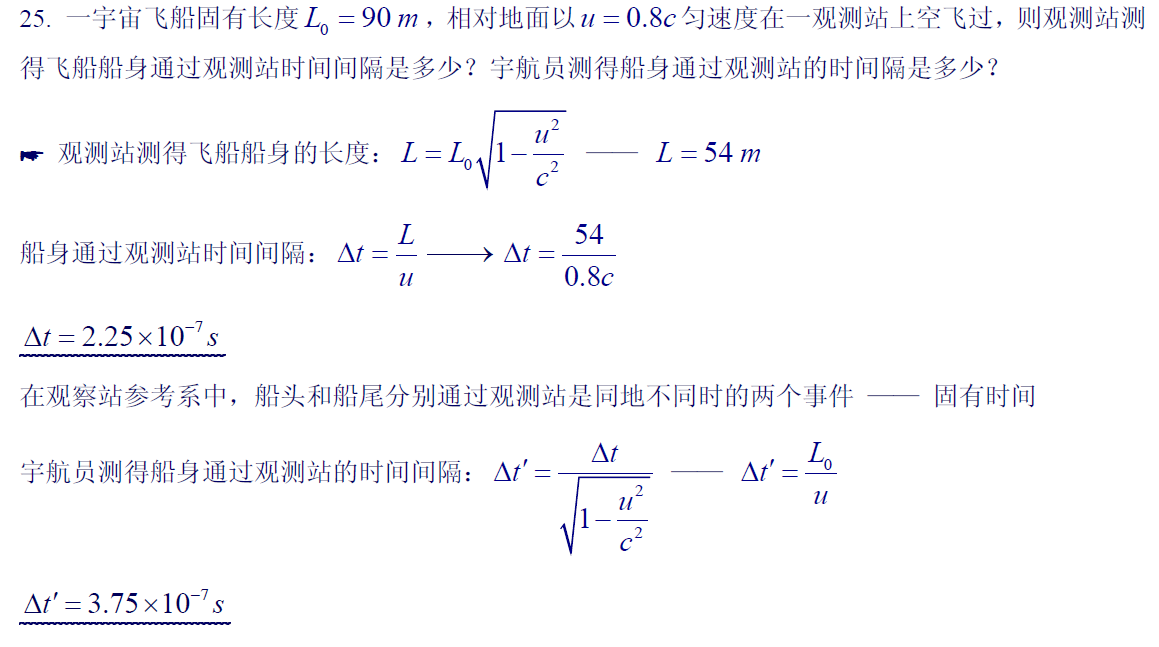 25. 一宇宙飞船固有长度 L₀ = 90 m，相对地面以 u = 0.8c 匀速度在一观测站上空飞过，则观测站测
得飞船船身通过观测站时间间隔是多少？宇航员测得船身通过观测站的时间隔是多少？
☛ 观测站测得飞船船身的长度：L = L₀√(1 − u²/c²) —— L = 54 m
船身通过观测站时间间隔：Δt = L/u ⟶ Δt = 54/0.8c
Δt = 2.25×10⁻⁷ s
在观察站参考系中，船头和船尾分别通过观测站是同地不同时的两个事件 —— 固有时间
宇航员测得船身通过观测站的时间间隔：Δt′ = Δt/√(1 − u²/c²) —— Δt′ = L₀/u
Δt′ = 3.75×10⁻⁷ s